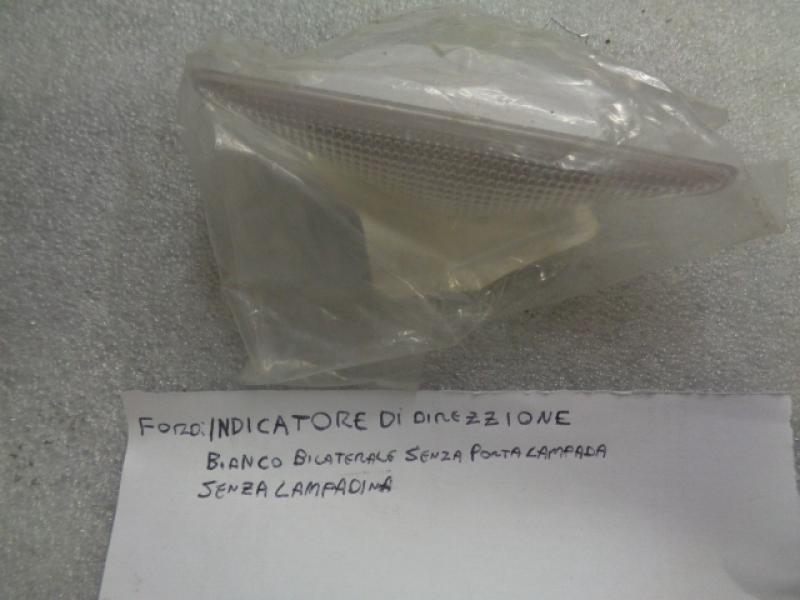 FORD: INDICATORE DI DIREZZIONE
BIANCO BILATERALE SENZA PORTA LAMPADA
SENZA LAMPADINA